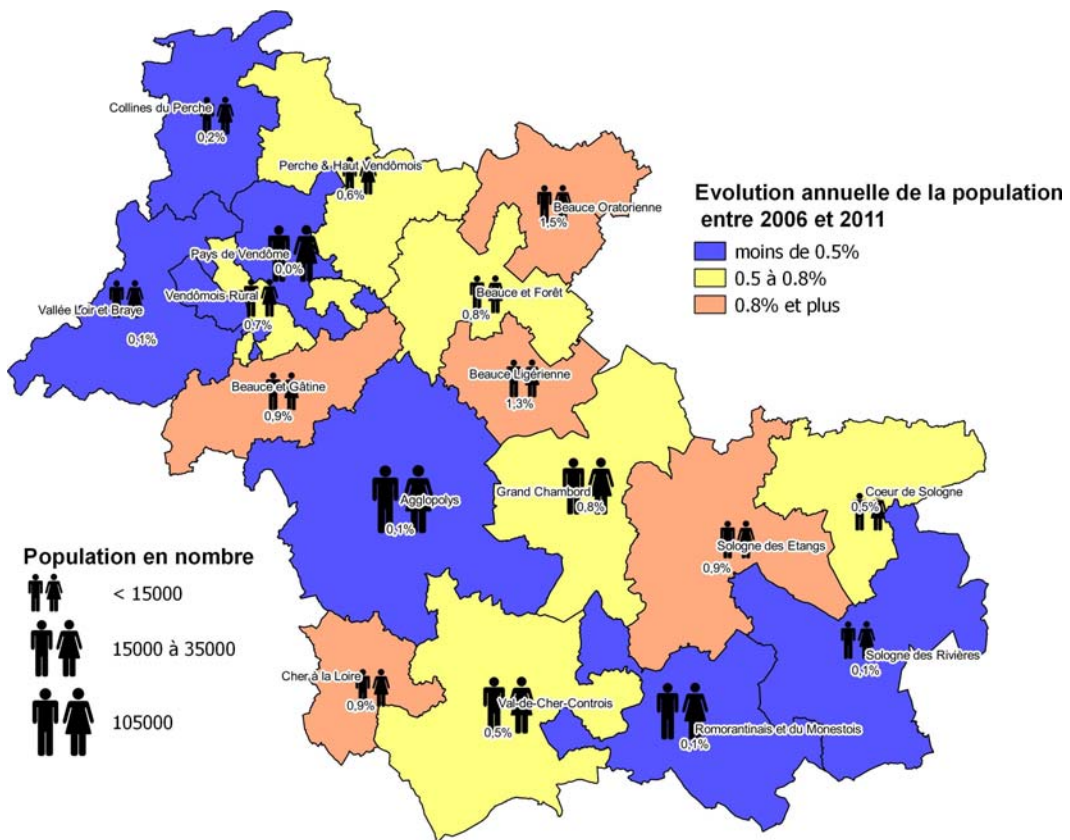 Collines du Perche
0,2%
Perche & Haut Vendômois
0,6%
Beauce Oratorienne
1,5%
Evolution annuelle de la population
entre 2006 et 2011
moins de 0.5%
0.5 à 0.8%
0.8% et plus
Pays de Vendôme
0,0%
Vendômois Rural
0,7%
Vallée Loir et Braye
0,1%
Beauce et Forêt
0,8%
Beauce et Gâtine
0,9%
Beauce Ligérienne
1,3%
Agglopolys
0,1%
Grand Chambord
0,8%
Coeur de Sologne
0,5%
Sologne des Etangs
0,9%
Population en nombre
< 15000
15000 à 35000
105000
Sologne des Rivières
0,1%
Cher à la Loire
0,9%
Val-de-Cher-Controis
0,5%
Romorantinais et du Monestois
0,1%